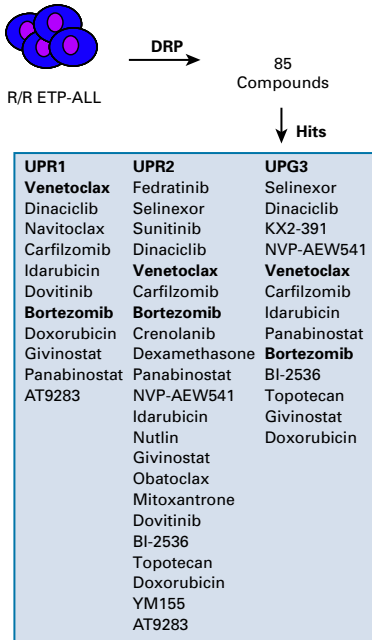 DRP
85
Compounds
R/R ETP-ALL
Hits
UPR1
Venetoclax
Dinaciclib
Navitoclax
Carfilzomib
Idarubicin
Dovitinib
Bortezomib
Doxorubicin
Givinostat
Panabinostat
AT9283
UPR2
Fedratinib
Selinexor
Sunitinib
Dinaciclib
Venetoclax
Carfilzomib
Bortezomib
Crenolanib
Dexamethasone
Panabinostat
NVP-AEW541
Idarubicin
Nutlin
Givinostat
Obatoclax
Mitoxantrone
Dovitinib
BI-2536
Topotecan
Doxorubicin
YM155
AT9283
UPG3
Selinexor
Dinaciclib
KX2-391
NVP-AEW541
Venetoclax
Carfilzomib
Idarubicin
Panabinostat
Bortezomib
BI-2536
Topotecan
Givinostat
Doxorubicin